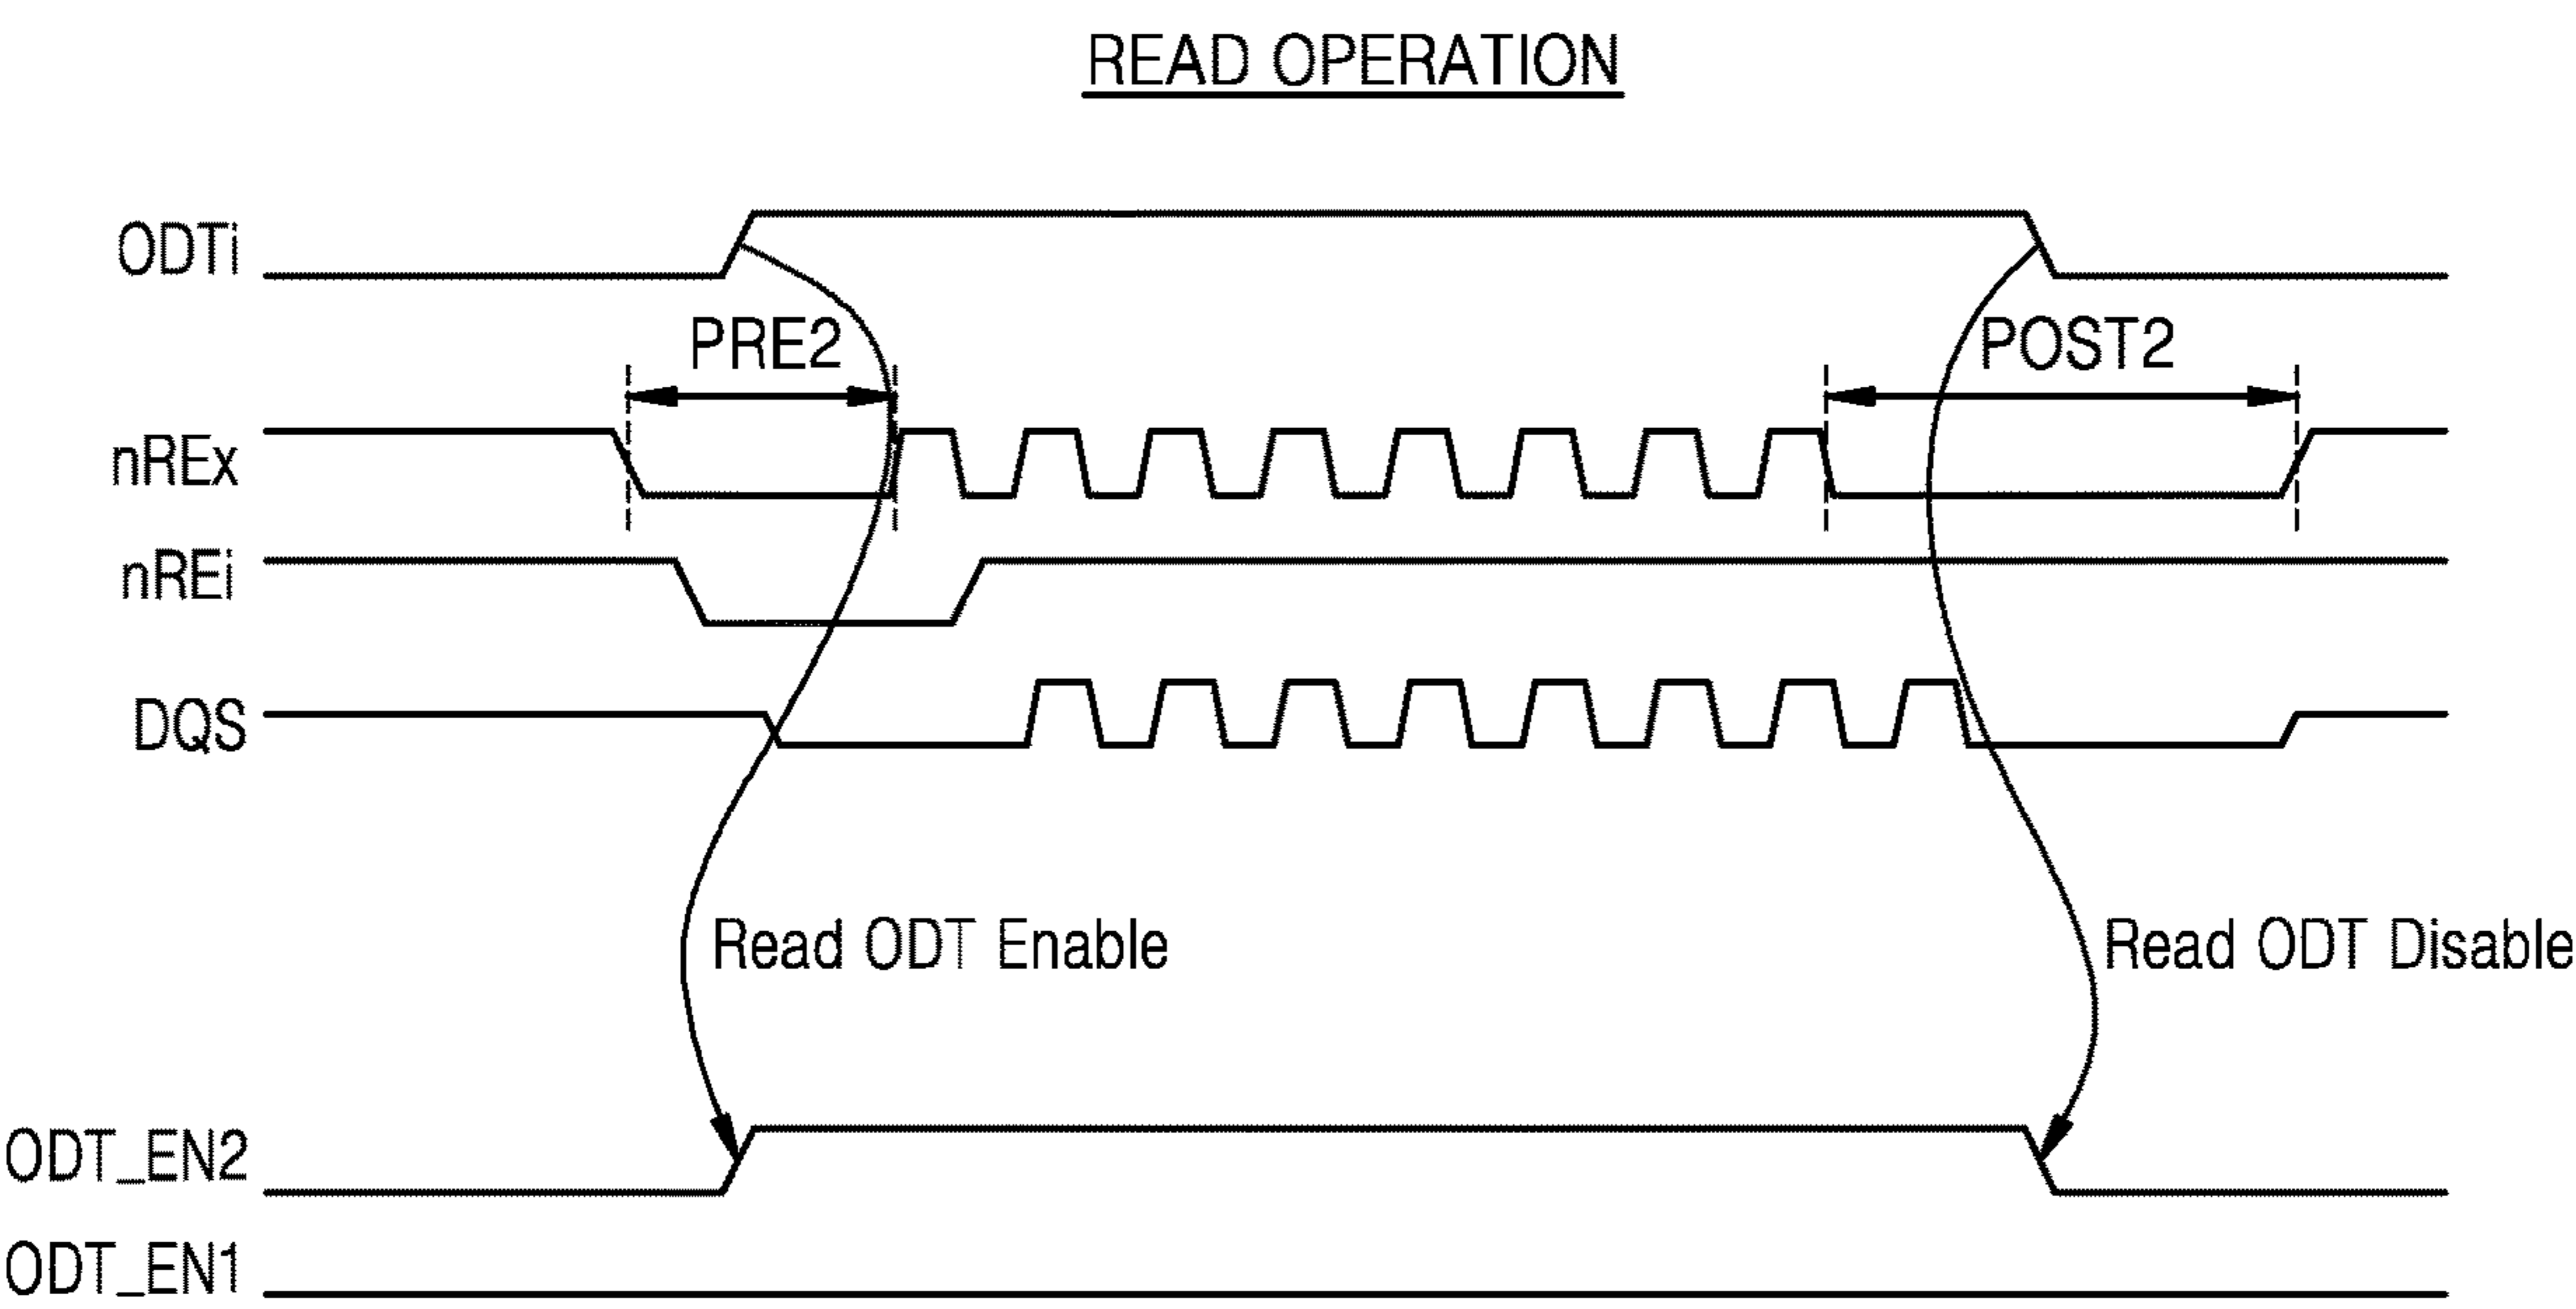 READ OPERATION
ODTi
PRE2
POST2
nREx
nREi
DQS
Read ODT Enable
Read ODT Disable
ODT_EN2
ODT_EN1